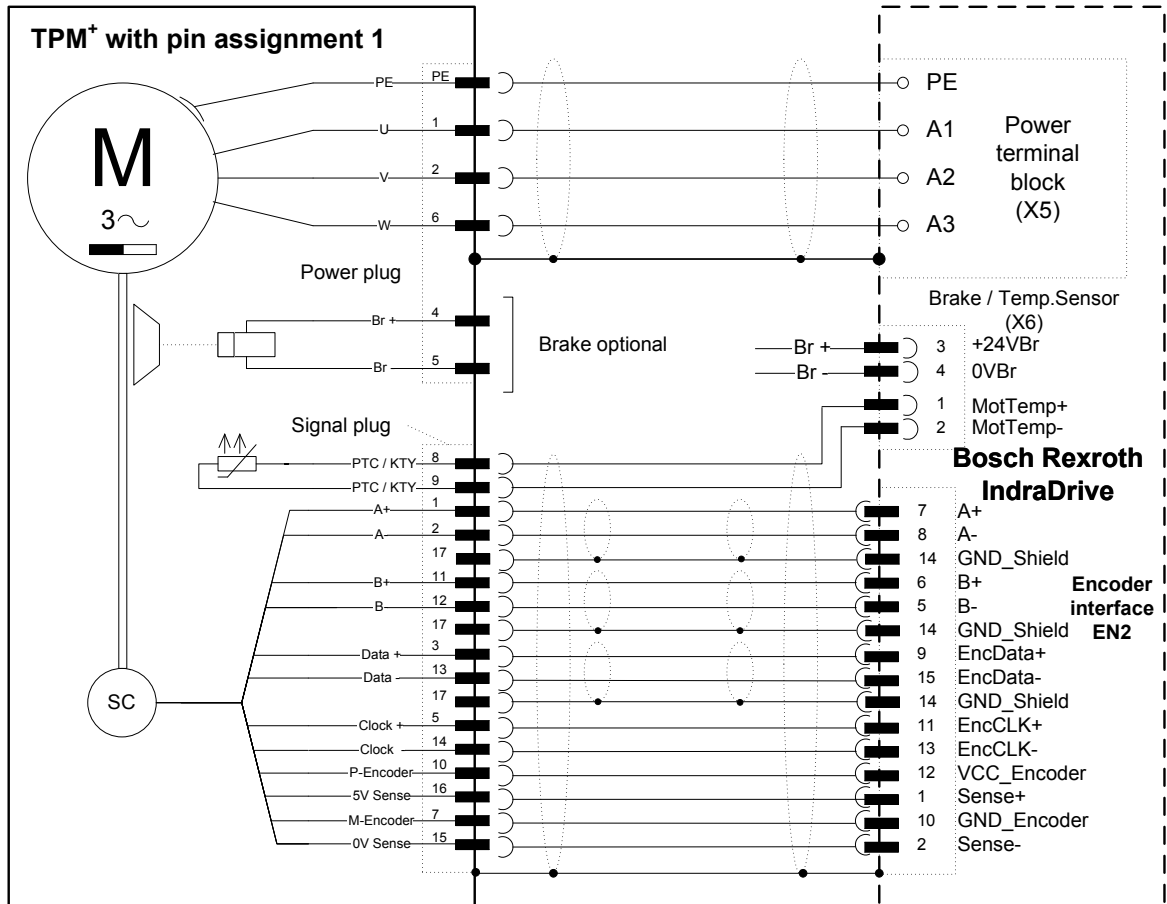 TPM+ with pin assignment 1
PE PE PE
U 1 A1
V 2 A2
W 6 A3
M
3
Power terminal block (X5)
Power plug
Br + 4
Br 5
Brake optional
Brake / Temp.Sensor
(X6)
Br + 3 +24VBr
Br - 4 0VBr
1 MotTemp+
2 MotTemp-
Signal plug
PTC / KTY 8
PTC / KTY 9
Bosch Rexroth
IndraDrive
A+ 1 7 A+
A 2 8 A-
17 14 GND_Shield
B+ 11 6 B+
B 12 5 B-
17 14 GND_Shield
Encoder
interface
EN2
Data + 3 9 EncData+
Data - 13 15 EncData-
17 14 GND_Shield
SC
Clock + 5 11 EncCLK+
Clock 14 13 EncCLK-
P-Encoder 10 12 VCC_Encoder
5V Sense 16 1 Sense+
M-Encoder 7 10 GND_Encoder
0V Sense 15 2 Sense-